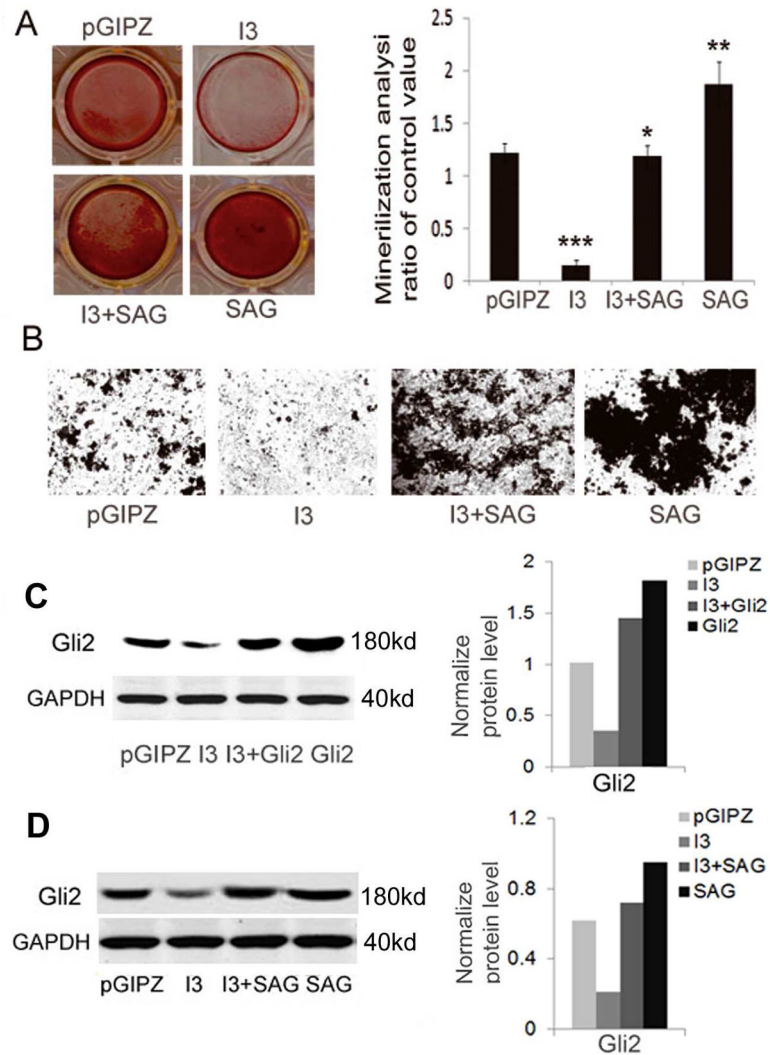 A
pGIPZ I3
I3+SAG SAG
Minerilization analysi
ratio of control value
2.5
2
1.5
1
0.5
0
***
*
**
pGIPZ I3 I3+SAG SAG
B
pGIPZ I3 I3+SAG SAG
C
Gli2 180kd
GAPDH 40kd
pGIPZ I3 I3+Gli2 Gli2
Normalize
protein level
2
1.5
1
0.5
0
Gli2
pGIPZ
I3
I3+Gli2
Gli2
D
Gli2 180kd
GAPDH 40kd
pGIPZ I3 I3+SAG SAG
Normalize
protein level
1.2
0.8
0.4
0
Gli2
pGIPZ
I3
I3+SAG
SAG